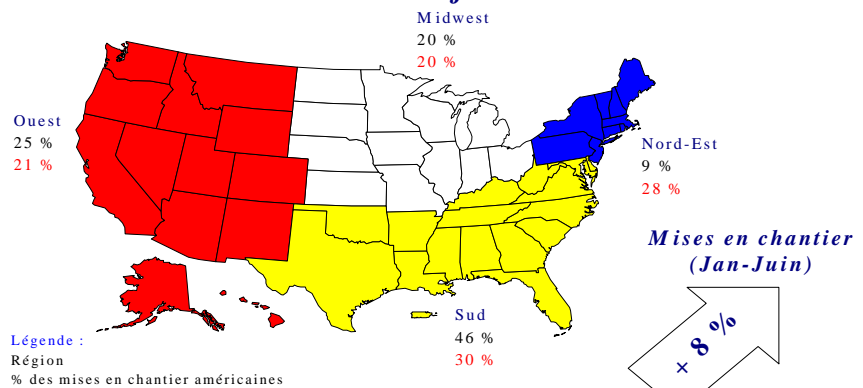 Midwest
20 %
20 %
Ouest
25 %
21 %
Nord-Est
9 %
28 %
Mises en chantier
(Jan-Juin)
+ 8 %
Sud
46 %
30 %
Légende :
Région
% des mises en chantier américaines